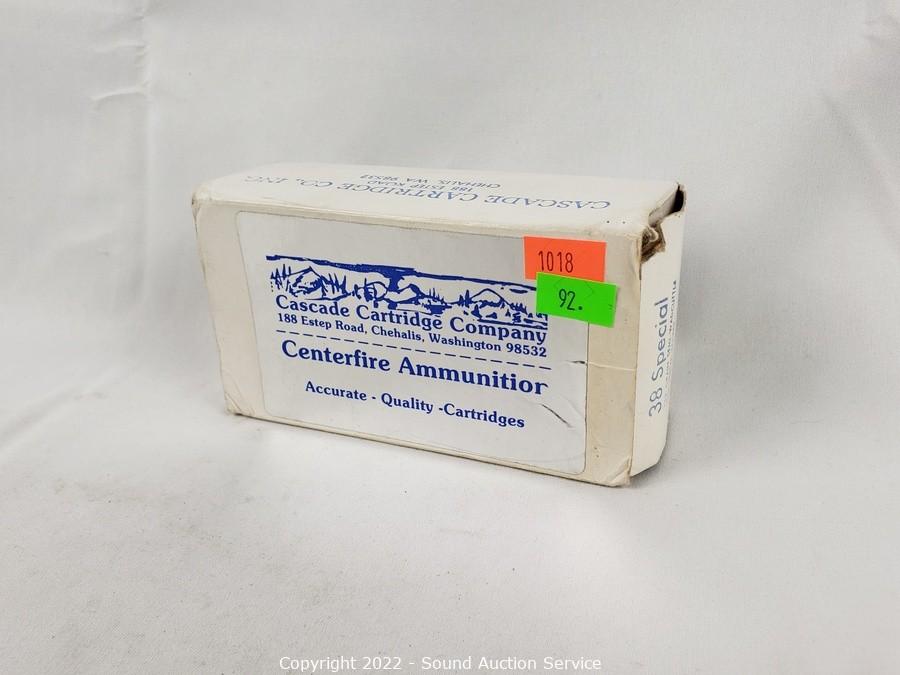 CASCADE CARTRIDGE CO., INC.
188 ESTEP ROAD
CHEHALIS, WA 98532
1018
92.
Cascade Cartridge Company
188 Estep Road, Chehalis, Washington 98532
Centerfire Ammunition
Accurate - Quality -Cartridges
38 Special
Copyright 2022 - Sound Auction Service